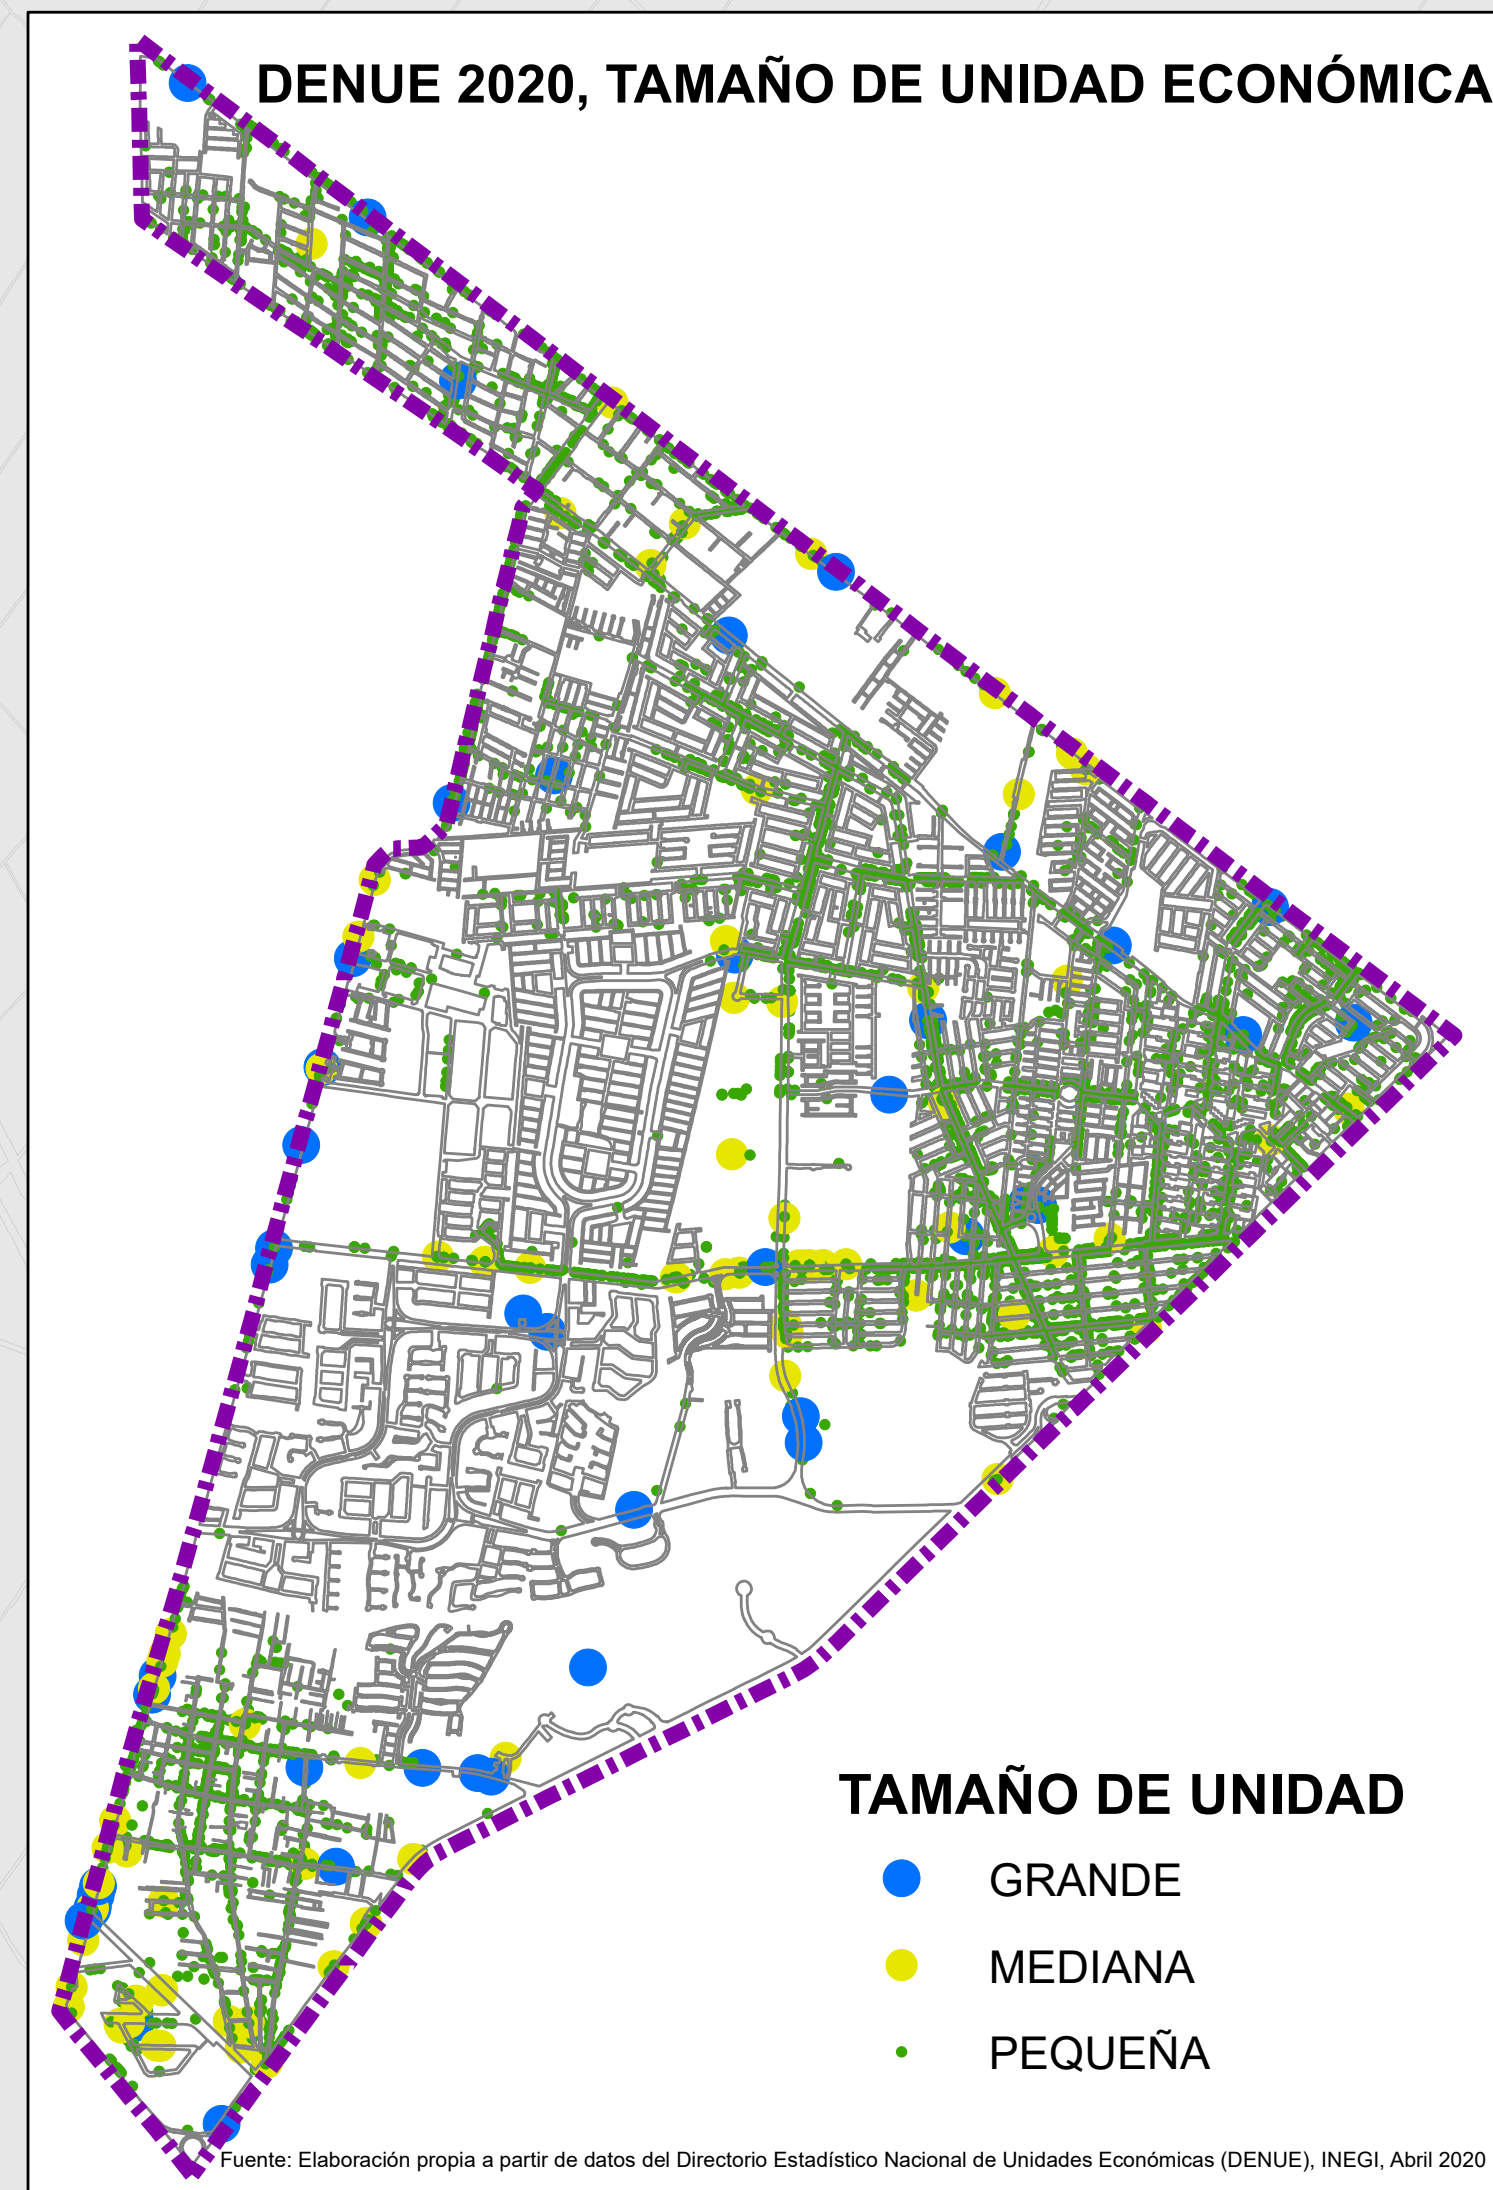 DENUE 2020, TAMAÑO DE UNIDAD ECONÓMICA
TAMAÑO DE UNIDAD
GRANDE
MEDIANA
PEQUEÑA
Fuente: Elaboración propia a partir de datos del Directorio Estadístico Nacional de Unidades Económicas (DENUE), INEGI, Abril 2020